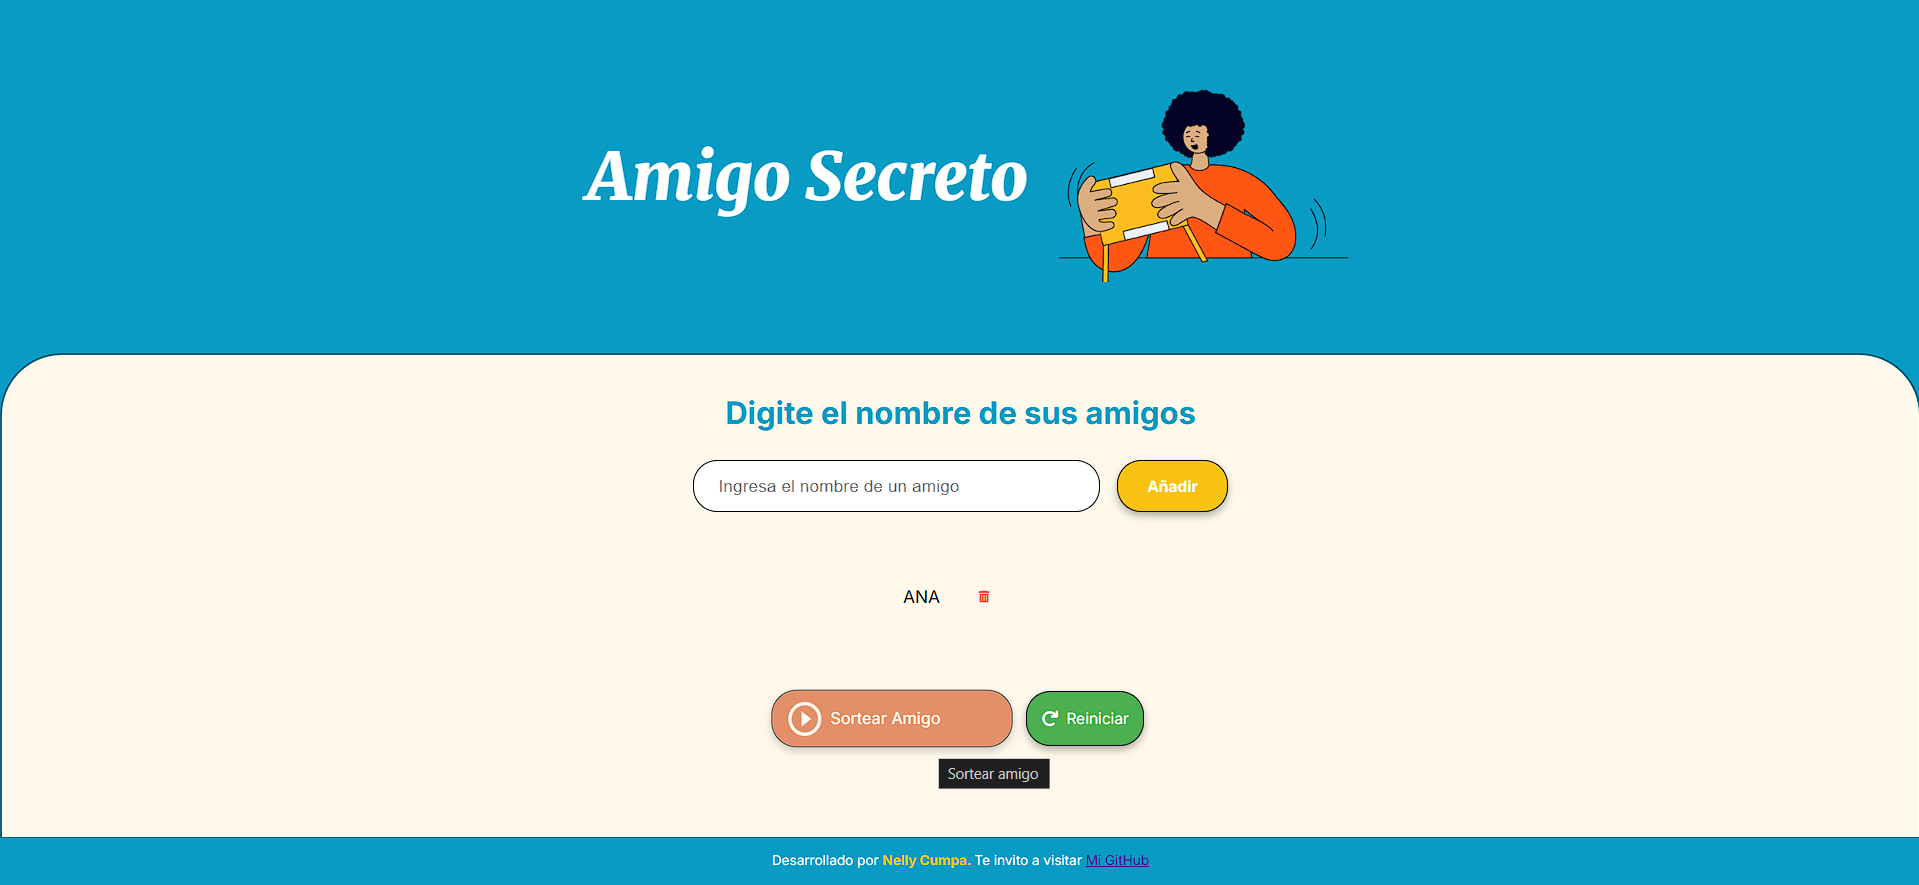 Amigo Secreto
Digite el nombre de sus amigos
Ingresa el nombre de un amigo
Añadir
ANA
Sortear Amigo
Reiniciar
Sortear amigo
Desarrollado por Nelly Cumpa. Te invito a visitar Mi GitHub